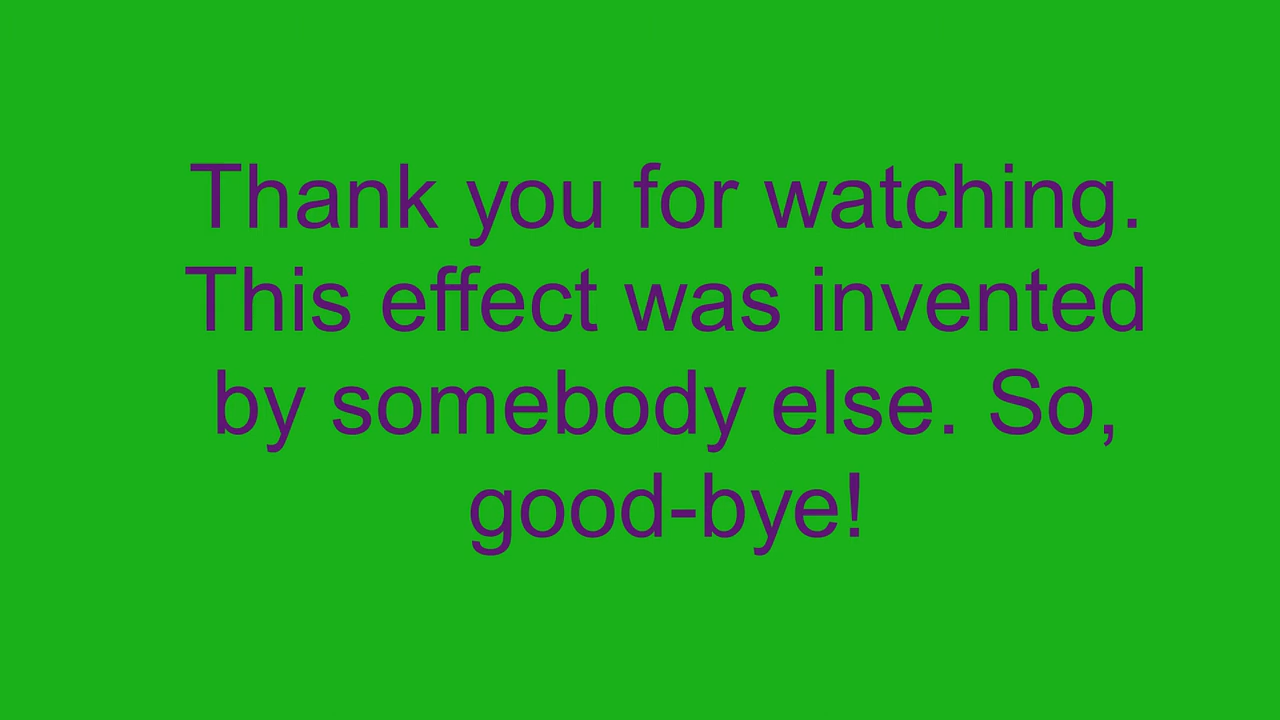 Thank you for watching.
This effect was invented
by somebody else. So,
good-bye!